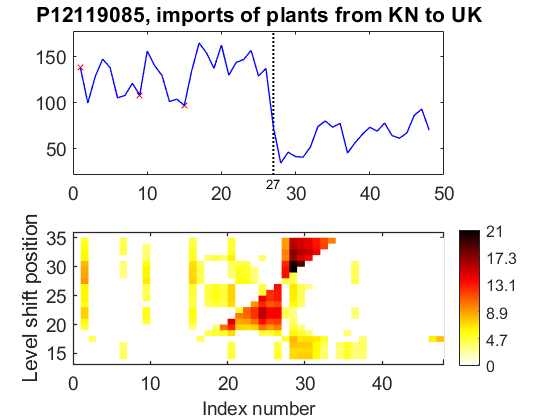 P12119085, imports of plants from KN to UK
150
100
50
0 10 20 27 30 40 50
Level shift position
35
30
25
20
15
0 10 20 30 40
Index number
21
17.3
13.1
8.9
4.7
0